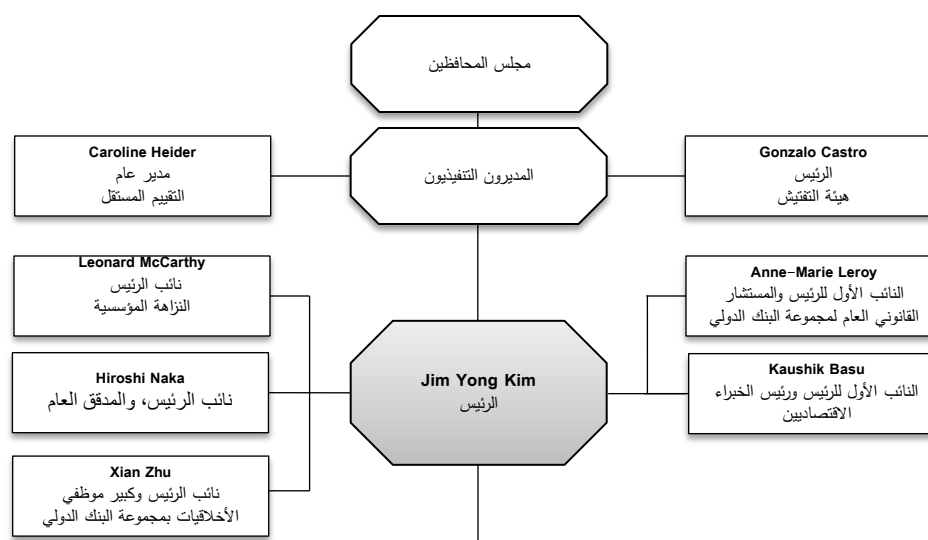 مجلس المحافظين
المديرون التنفيذيون
Gonzalo Castro
الرئيس
هيئة التفتيش
Caroline Heider
مدير عام
التقييم المستقل
Anne-Marie Leroy
النائب الأول للرئيس والمستشار
القانوني العام لمجموعة البنك الدولي
Kaushik Basu
النائب الأول للرئيس ورئيس الخبراء
الاقتصاديين
Jim Yong Kim
الرئيس
Leonard McCarthy
نائب الرئيس
النزاهة المؤسسية
Hiroshi Naka
نائب الرئيس، والمدقق العام
Xian Zhu
نائب الرئيس وكبير موظفي
الأخلاقيات بمجموعة البنك الدولي